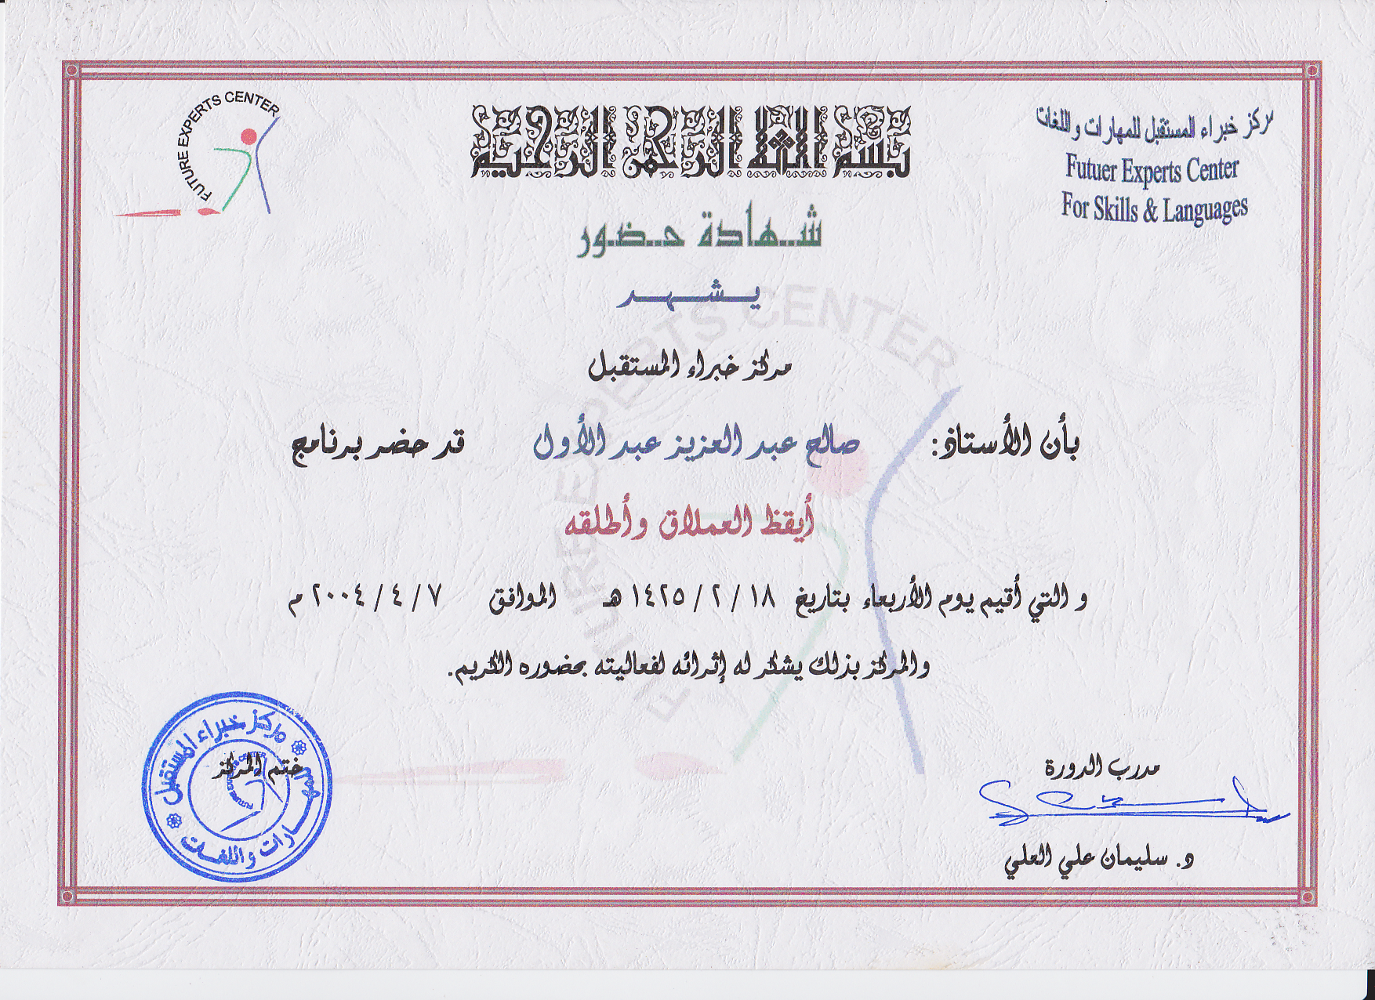 FUTURE EXPERTS CENTER
بسم الله الرحمن الرحيم
مركز خبراء المستقبل للمهارات واللغات
Futuer Experts Center
For Skills & Languages
شهادة حضور
يشهد
مركز خبراء المستقبل
بأن الأستاذ: صالح عبد العزيز عبد الأول قد حضر برنامج
أيقظ العملاق وأطلقه
و التي أقيم يوم الأربعاء بتاريخ ١٨ / ٢ / ١٤٢٥ هـ الموافق ٧ / ٤ / ٢٠٠٤ م
والمركز بذلك يشكر له إثرائه لفعاليته بحضوره الكريم.
مدرب الدورة
د. سليمان علي العلي
ختم المركز
مركز خبراء المستقبل
للمهارات واللغات
FUTURE EXPERTS CENTER
FUTURE EXPERTS CENTER